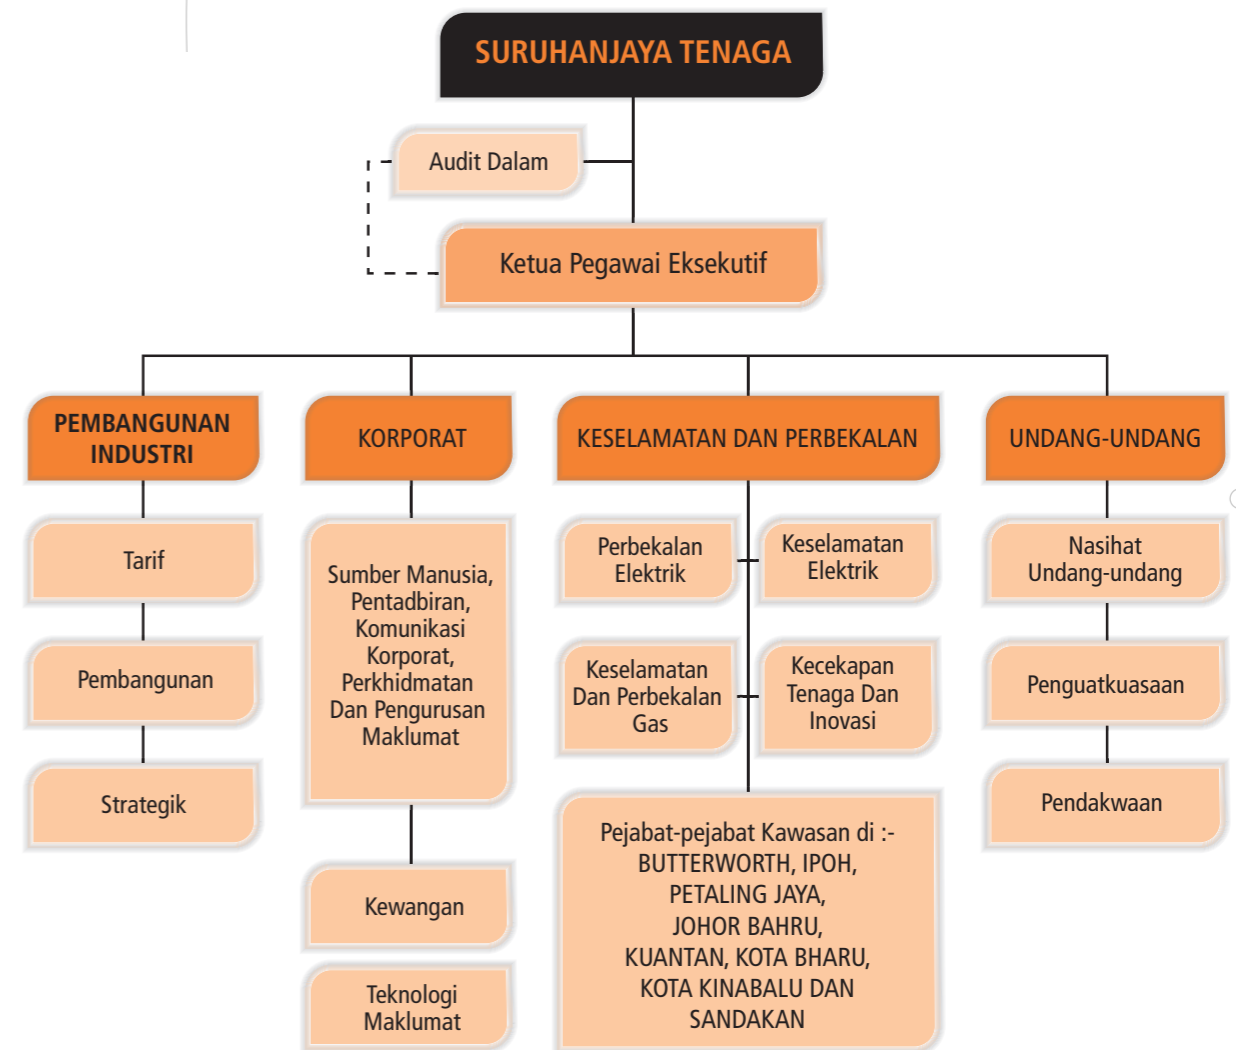 SURUHANJAYA TENAGA
Audit Dalam
Ketua Pegawai Eksekutif
PEMBANGUNAN
INDUSTRI
Tarif
Pembangunan
Strategik
KORPORAT
Sumber Manusia,
Pentadbiran,
Komunikasi
Korporat,
Perkhidmatan
Dan Pengurusan
Maklumat
Kewangan
Teknologi
Maklumat
KESELAMATAN DAN PERBEKALAN
Perbekalan
Elektrik
Keselamatan
Elektrik
Keselamatan
Dan Perbekalan
Gas
Kecekapan
Tenaga Dan
Inovasi
Pejabat-pejabat Kawasan di :-
BUTTERWORTH, IPOH,
PETALING JAYA,
JOHOR BAHRU,
KUANTAN, KOTA BHARU,
KOTA KINABALU DAN
SANDAKAN
UNDANG-UNDANG
Nasihat
Undang-undang
Penguatkuasaan
Pendakwaan